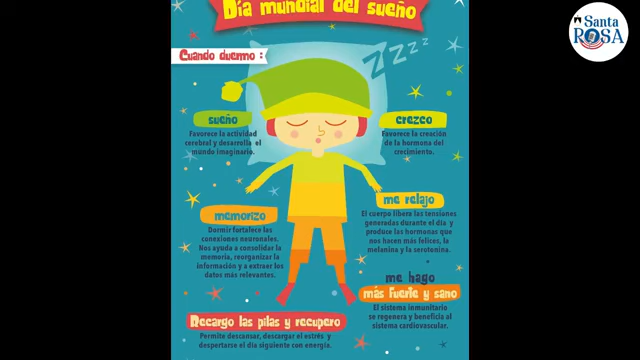 Día mundial del sueño
Santa
ROSA
Cuando duermo :
zzzzz
sueño
Favorece la actividad
cerebral y desarrolla el
mundo imaginario.
crezco
Favorece la creación
de la hormona del
crecimiento.
memorizo
Dormir fortalece las
conexiones neuronales.
Nos ayuda a consolidar la
memoria, reorganizar la
información y a extraer los
datos más relevantes.
me relajo
El cuerpo libera las tensiones
generadas durante el día y
produce las hormonas que
nos hacen más felices, la
melanina y la serotonina.
me hago
más fuerte y sano
El sistema inmunitario
se regenera y beneficia al
sistema cardiovascular.
Recargo las pilas y recupero
Permite descansar, descargar el estrés y
despertarse el día siguiente con energía.